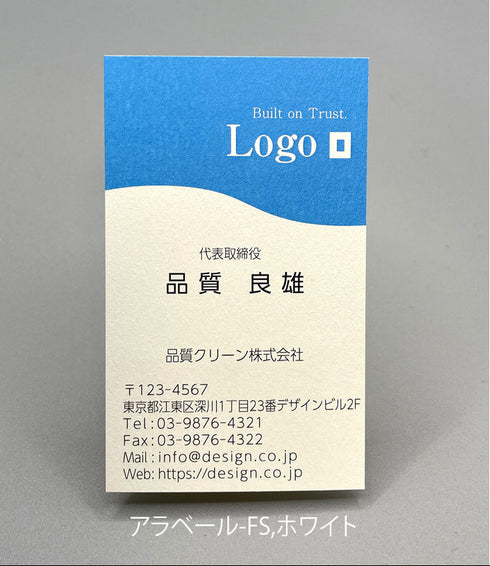 Built on Trust.
Logo
代表取締役
品質 良雄
品質クリーン株式会社
〒123-4567
東京都江東区深川1丁目23番デザインビル2F
Tel:03-9876-4321
Fax:03-9876-4322
Mail:info@design.co.jp
Web:https://design.co.jp
アラベール-FS,ホワイト